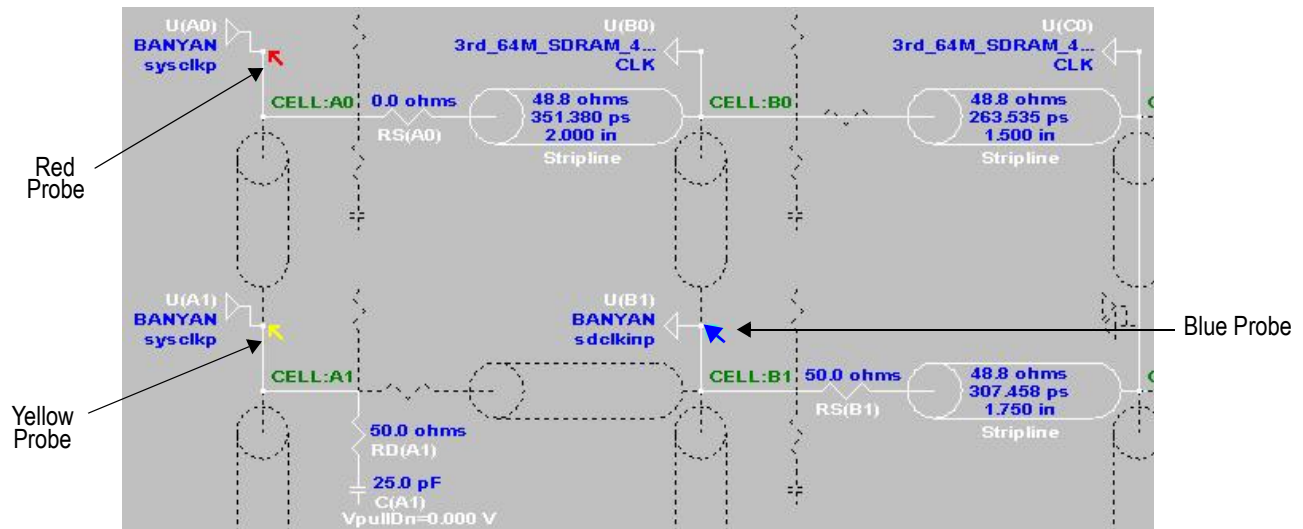 U(A0)
BANYAN
sysclkp
U(B0)
3rd_64M_SDRAM_4...
CLK
U(C0)
3rd_64M_SDRAM_4...
CLK
CELL:A0
0.0 ohms
RS(A0)
48.8 ohms
351.380 ps
2.000 in
Stripline
CELL:B0
48.8 ohms
263.535 ps
1.500 in
Stripline
Red
Probe
U(A1)
BANYAN
sysclkp
U(B1)
BANYAN
sdclkinp
Blue Probe
CELL:A1
CELL:B1
50.0 ohms
RS(B1)
48.8 ohms
307.458 ps
1.750 in
Stripline
Yellow
Probe
50.0 ohms
RD(A1)
25.0 pF
C(A1)
VpullDn=0.000 V